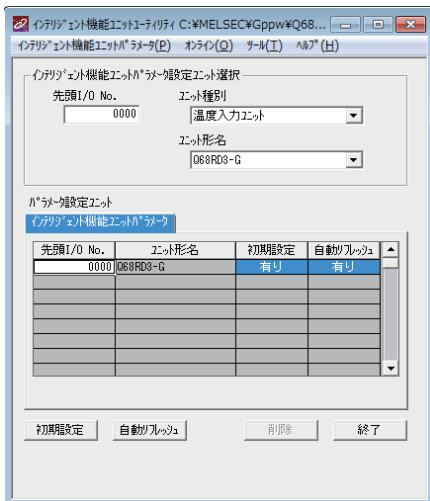 インテリジェント機能ユニットユーティリティ C:¥MELSEC¥Gppw¥Q68...
インテリジェント機能ユニットパラメータ(P) オンライン(O) ツール(T) ヘルプ(H)
インテリジェント機能ユニットパラメータ設定ユニット選択
先頭I/O No. ユニット種別
0000 温度入力ユニット
ユニット形名
Q68RD3-G
パラメータ設定ユニット
インテリジェント機能ユニットパラメータ
先頭I/O No. ユニット形名 初期設定 自動リフレッシュ
0000 Q68RD3-G 有り 有り
初期設定 自動リフレッシュ 削除 終了